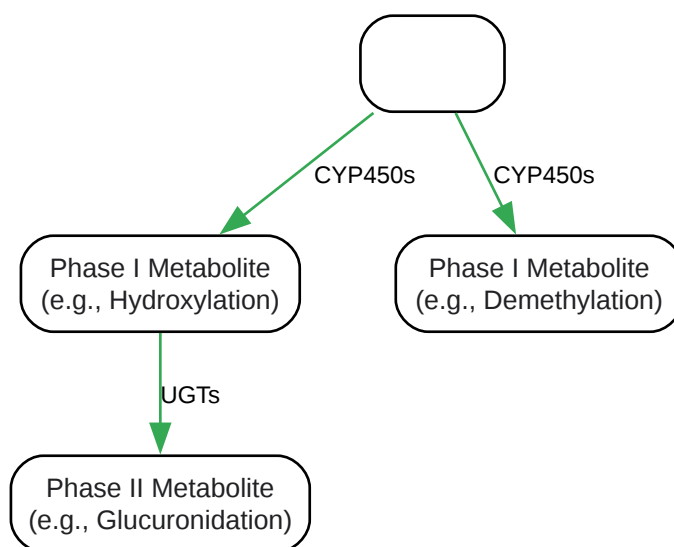 CYP450s
CYP450s
Phase I Metabolite
(e.g., Hydroxylation)
Phase I Metabolite
(e.g., Demethylation)
UGTs
Phase II Metabolite
(e.g., Glucuronidation)